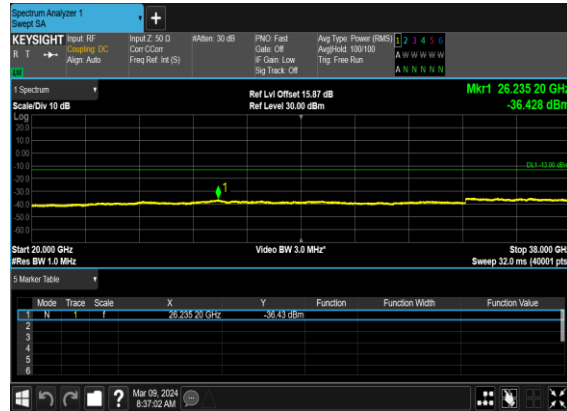 Spectrum Analyzer 1
Swept SA
+
KEYSIGHT Input: RF Input Z: 50 Ω #Atten: 30 dB PNO: Fast Avg Type: Power (RMS) 1 2 3 4 5 6
R T Coupling: DC Corr CCorr Gate: Off Avg|Hold: 100/100 A W W W W W
Align: Auto Freq Ref: Int (S) IF Gain: Low Trig: Free Run
Sig Track: Off A N N N N N
1 Spectrum Ref Lvl Offset 15.87 dB Mkr1 26.235 20 GHz
Scale/Div 10 dB Ref Level 30.00 dBm -36.428 dBm
Log
20.0
10.0
0.00
-10.0 DL1 -13.00 dBm
-20.0
-30.0 1
-40.0
-50.0
-60.0
Start 20.000 GHz Video BW 3.0 MHz* Stop 38.000 GHz
#Res BW 1.0 MHz Sweep 32.0 ms (40001 pts
5 Marker Table
Mode Trace Scale X Y Function Function Width Function Value
1 N 1 f 26.235 20 GHz -36.43 dBm
2
3
4
5
6
? Mar 09, 2024
8:37:02 AM